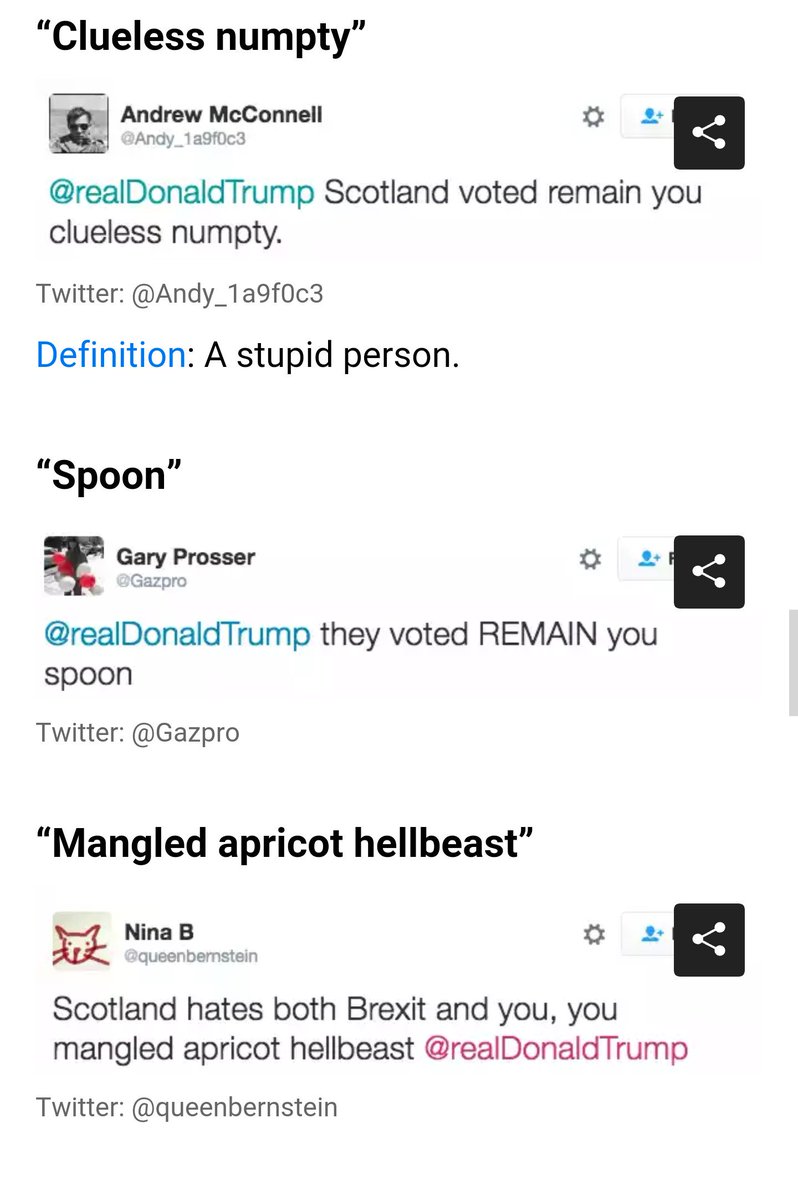 “Clueless numpty”
Andrew McConnell
@Andy_1a9f0c3
@realDonaldTrump Scotland voted remain you
clueless numpty.
Twitter: @Andy_1a9f0c3
Definition: A stupid person.
“Spoon”
Gary Prosser
@Gazpro
@realDonaldTrump they voted REMAIN you
spoon
Twitter: @Gazpro
“Mangled apricot hellbeast”
Nina B
@queenbernstein
Scotland hates both Brexit and you, you
mangled apricot hellbeast @realDonaldTrump
Twitter: @queenbernstein